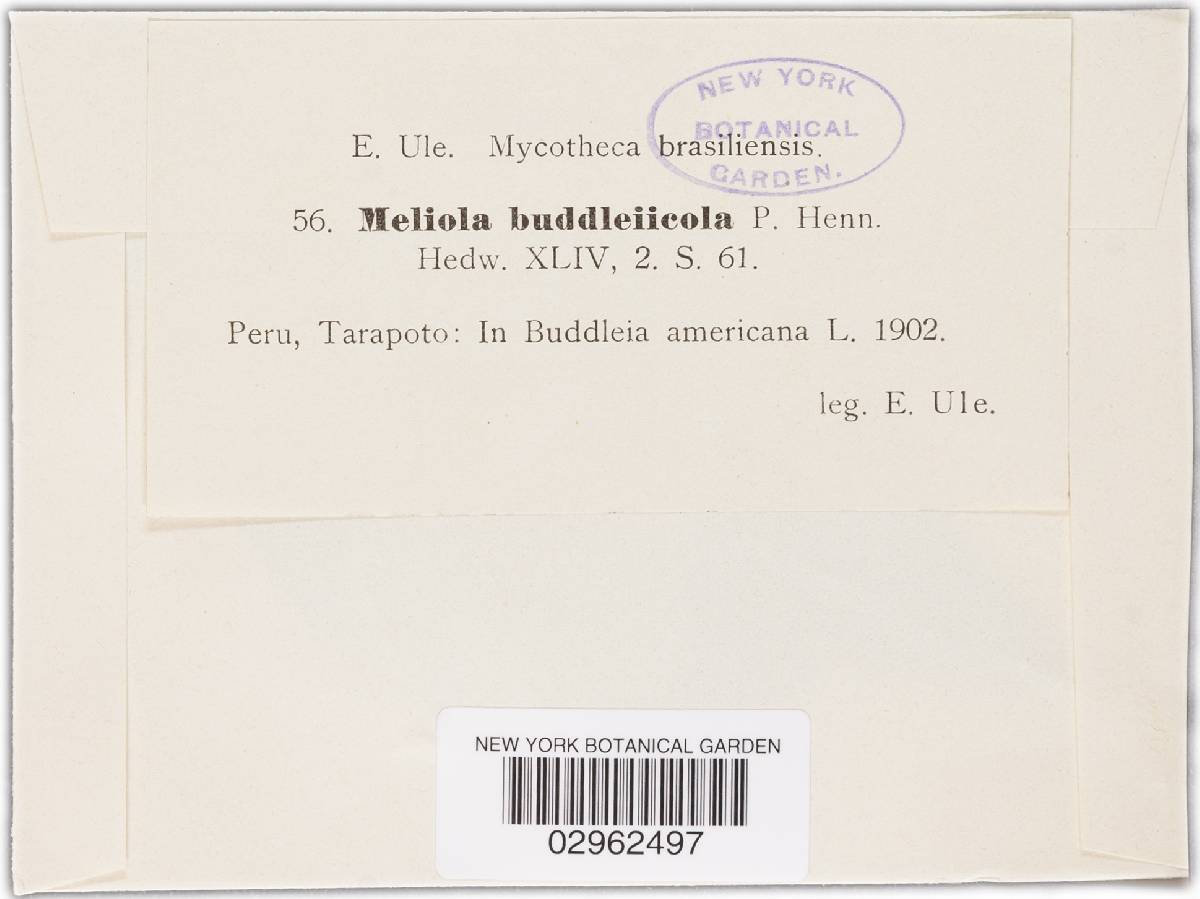 NEW YORK
BOTANICAL
GARDEN.
E. Ule. Mycotheca brasiliensis.
56. Meliola buddleiicola P. Henn.
Hedw. XLIV, 2. S. 61.
Peru, Tarapoto: In Buddleia americana L. 1902.
leg. E. Ule.
NEW YORK BOTANICAL GARDEN
02962497